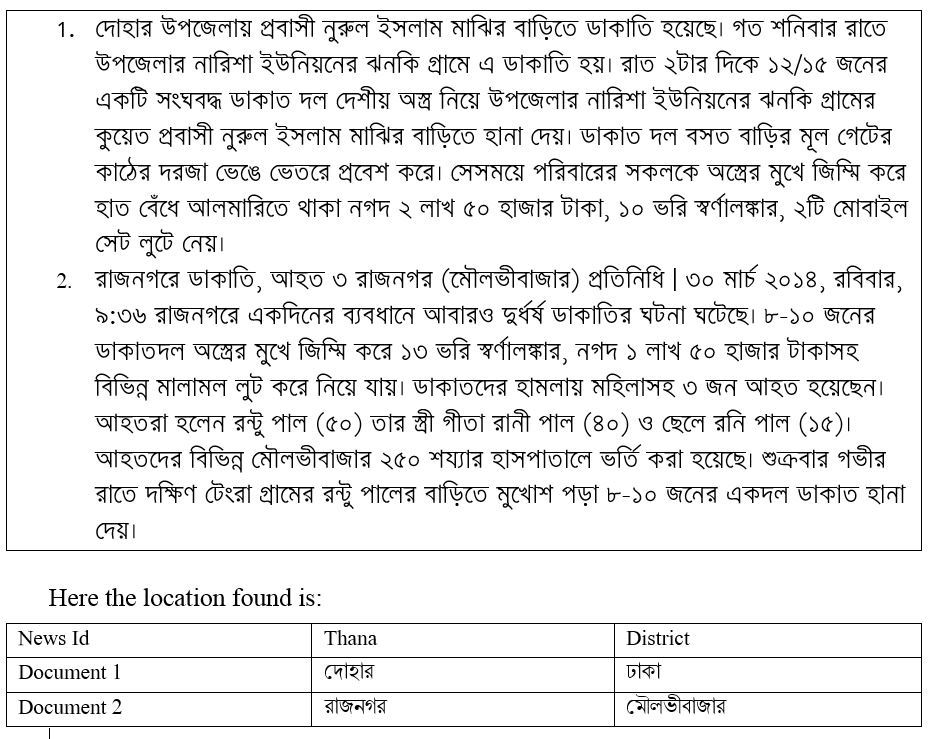 1. দোহার উপজেলায় প্রবাসী নুরুল ইসলাম মাঝির বাড়িতে ডাকাতি হয়েছে। গত শনিবার রাতে
উপজেলার নারিশা ইউনিয়নের ঝনকি গ্রামে এ ডাকাতি হয়। রাত ২টার দিকে ১২/১৫ জনের
একটি সংঘবদ্ধ ডাকাত দল দেশীয় অস্ত্র নিয়ে উপজেলার নারিশা ইউনিয়নের ঝনকি গ্রামের
কুয়েত প্রবাসী নুরুল ইসলাম মাঝির বাড়িতে হানা দেয়। ডাকাত দল বসত বাড়ির মূল গেটের
কাঠের দরজা ভেঙে ভেতরে প্রবেশ করে। সেসময়ে পরিবারের সকলকে অস্ত্রের মুখে জিম্মি করে
হাত বেঁধে আলমারিতে থাকা নগদ ২ লাখ ৫০ হাজার টাকা, ১০ ভরি স্বর্ণালঙ্কার, ২টি মোবাইল
সেট লুটে নেয়।
2. রাজনগরে ডাকাতি, আহত ৩ রাজনগর (মৌলভীবাজার) প্রতিনিধি | ৩০ মার্চ ২০১৪, রবিবার,
৯:৩৬ রাজনগরে একদিনের ব্যবধানে আবারও দুর্ধর্ষ ডাকাতির ঘটনা ঘটেছে। ৮-১০ জনের
ডাকাতদল অস্ত্রের মুখে জিম্মি করে ১৩ ভরি স্বর্ণালঙ্কার, নগদ ১ লাখ ৫০ হাজার টাকাসহ
বিভিন্ন মালামল লুট করে নিয়ে যায়। ডাকাতদের হামলায় মহিলাসহ ৩ জন আহত হয়েছেন।
আহতরা হলেন রন্টু পাল (৫০) তার স্ত্রী গীতা রানী পাল (৪০) ও ছেলে রনি পাল (১৫)।
আহতদের বিভিন্ন মৌলভীবাজার ২৫০ শয্যার হাসপাতালে ভর্তি করা হয়েছে। শুক্রবার গভীর
রাতে দক্ষিণ টেংরা গ্রামের রন্টু পালের বাড়িতে মুখোশ পড়া ৮-১০ জনের একদল ডাকাত হানা
দেয়।
Here the location found is:
News Id Thana District
Document 1 দোহার ঢাকা
Document 2 রাজনগর মৌলভীবাজার